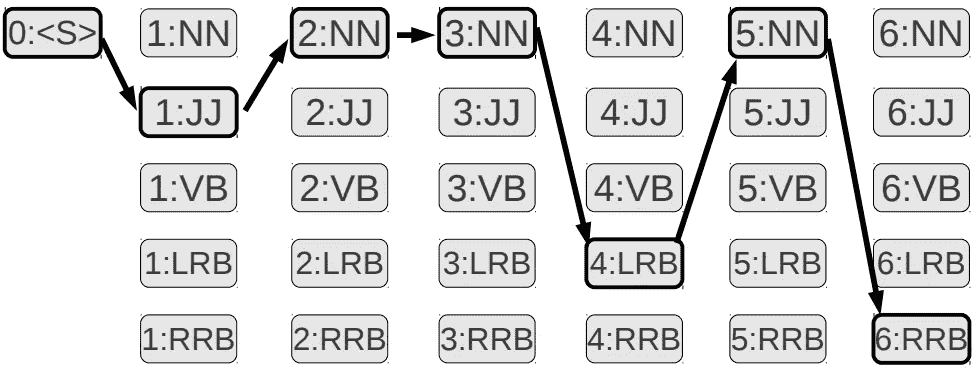 0:<S> 1:NN 2:NN 3:NN 4:NN 5:NN 6:NN
1:JJ 2:JJ 3:JJ 4:JJ 5:JJ 6:JJ
1:VB 2:VB 3:VB 4:VB 5:VB 6:VB
1:LRB 2:LRB 3:LRB 4:LRB 5:LRB 6:LRB
1:RRB 2:RRB 3:RRB 4:RRB 5:RRB 6:RRB